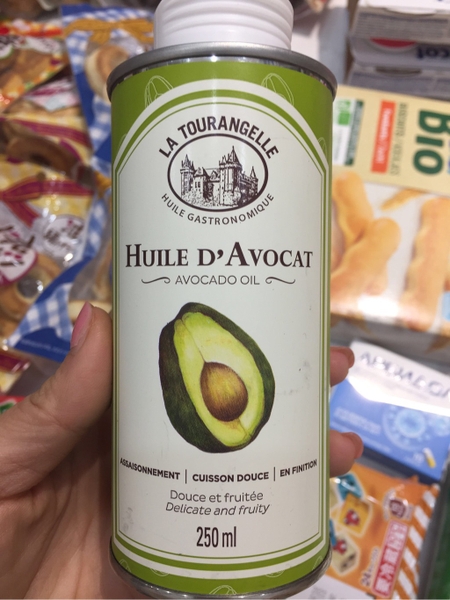 LA TOURANGELLE
HUILE GASTRONOMIQUE
HUILE D'AVOCAT
AVOCADO OIL
ASSAISONNEMENT | CUISSON DOUCE | EN FINITION
Douce et fruitée
Delicate and fruity
250 ml
Bio